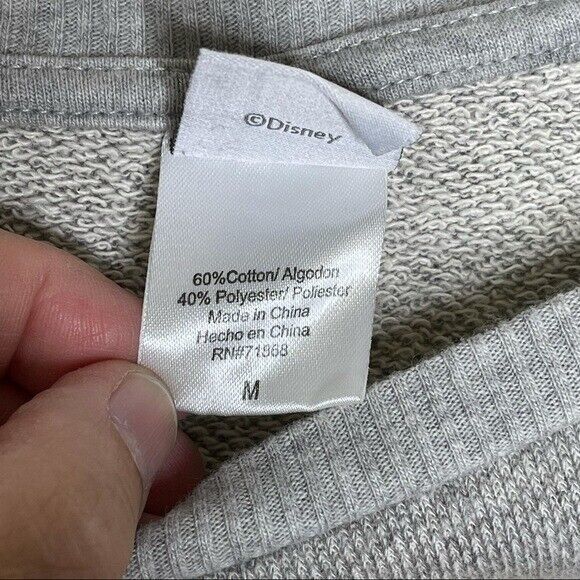 ©Disney
60%Cotton/ Algodon
40% Polyester/ Poliester
Made in China
Hecho en China
RN#71868
M